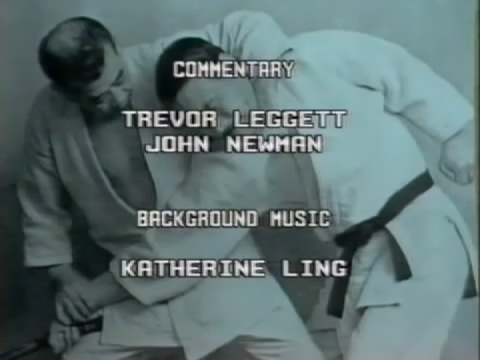 COMMENTARY
TREVOR LEGGETT
JOHN NEWMAN
BACKGROUND MUSIC
KATHERINE LING